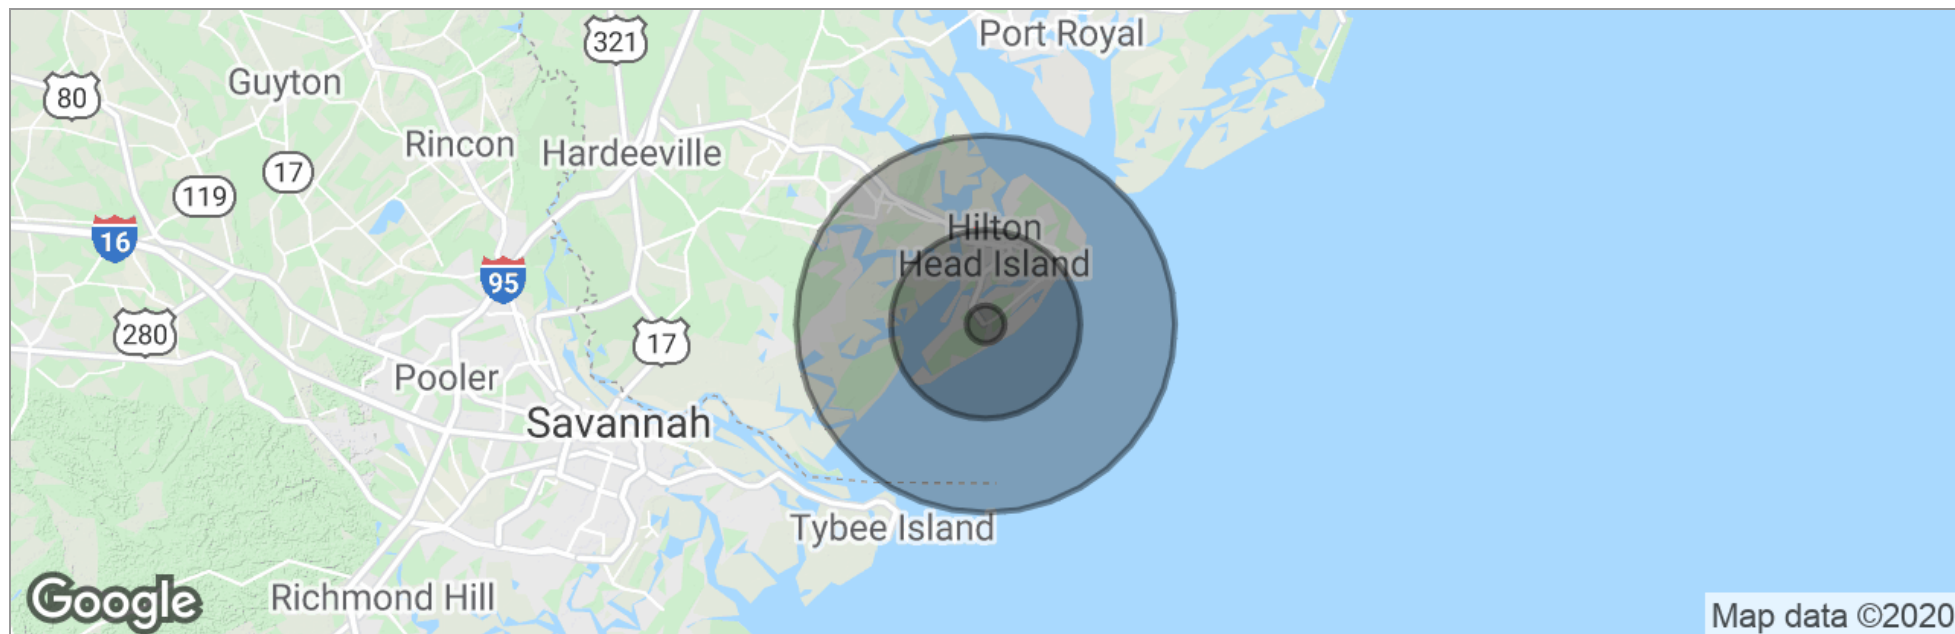 Port Royal
321
Guyton
80
Rincon
Hardeeville
17
119
Hilton
Head Island
16
95
280
17
Pooler
Savannah
Tybee Island
Richmond Hill
Google
Map data ©2020